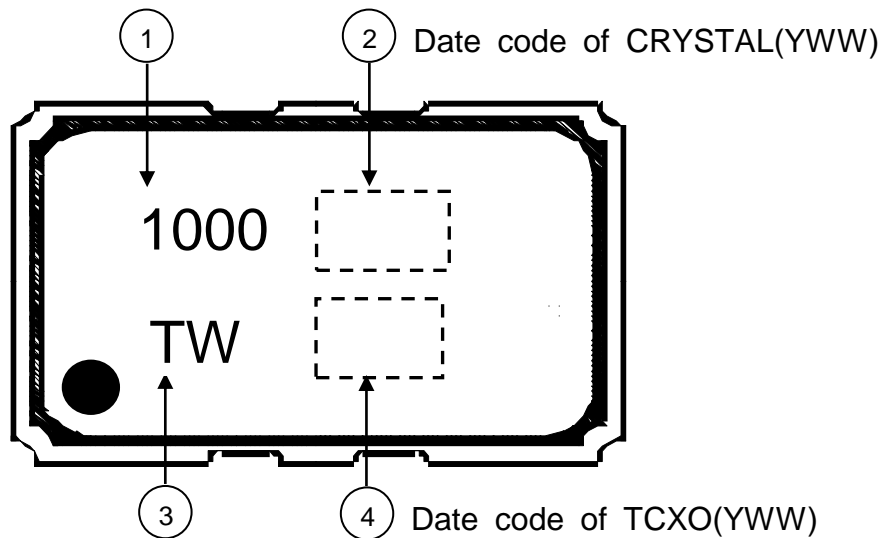 1
2 Date code of CRYSTAL(YWW)
1000
TW
3
4 Date code of TCXO(YWW)